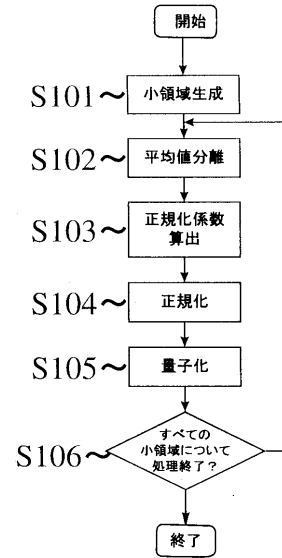 開始
S101～ 小領域生成
S102～ 平均値分離
S103～ 正規化係数
算出
S104～ 正規化
S105～ 量子化
すべての
S106～ 小領域について
処理終了？
終了